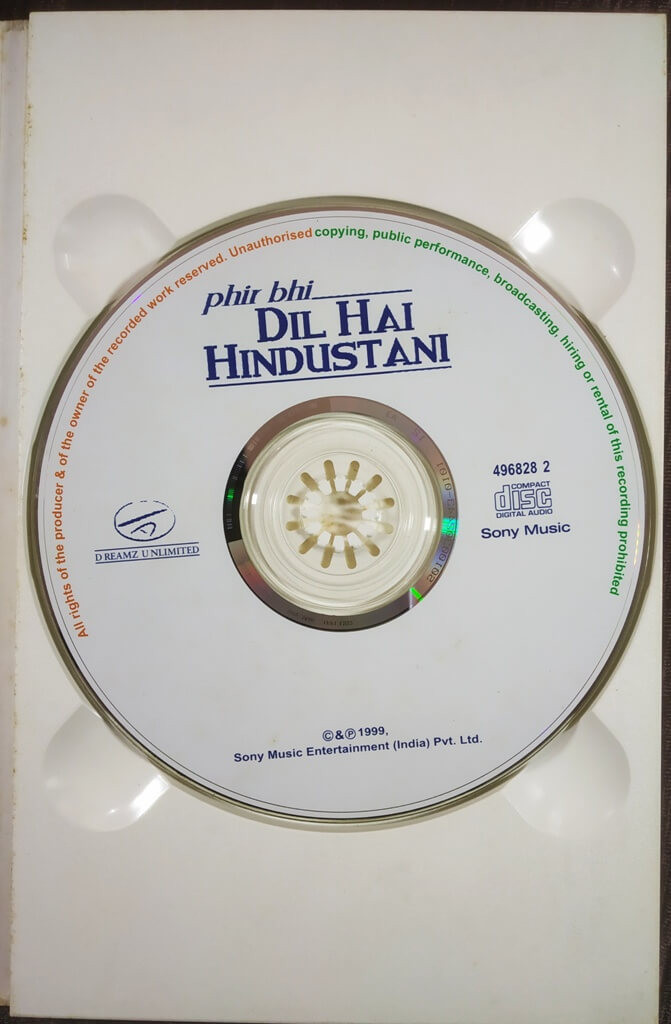 All rights of the producer & of the owner of the recorded work reserved. Unauthorised copying, public performance, broadcasting, hiring or rental of this recording prohibited
phir bhi
DIL HAI
HINDUSTANI
496828 2
COMPACT
disc
DIGITAL AUDIO
Sony Music
DREAMZ UNLIMITED
©&℗ 1999,
Sony Music Entertainment (India) Pvt. Ltd.